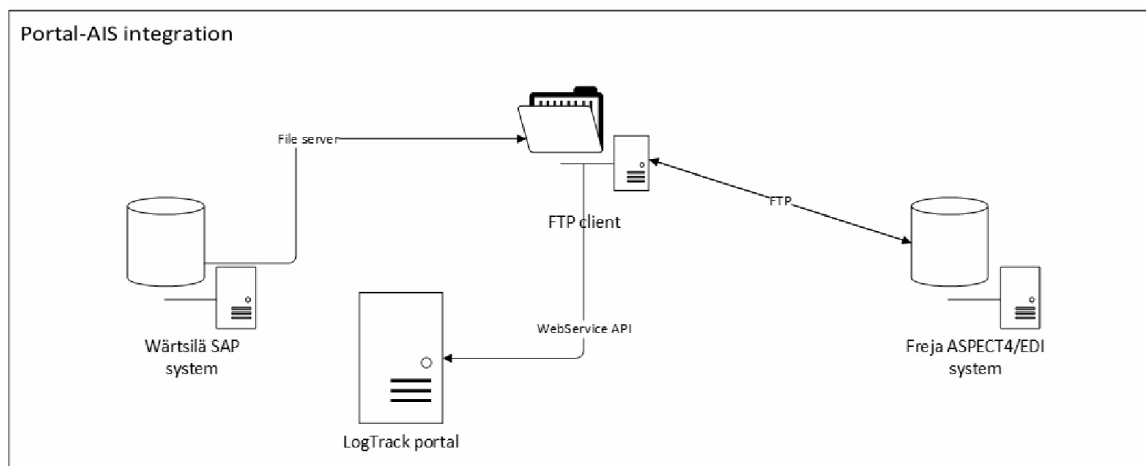 Portal-AIS integration
File server
FTP client
FTP
Wärtsilä SAP
system
WebService API
Freja ASPECT4/EDI
system
LogTrack portal